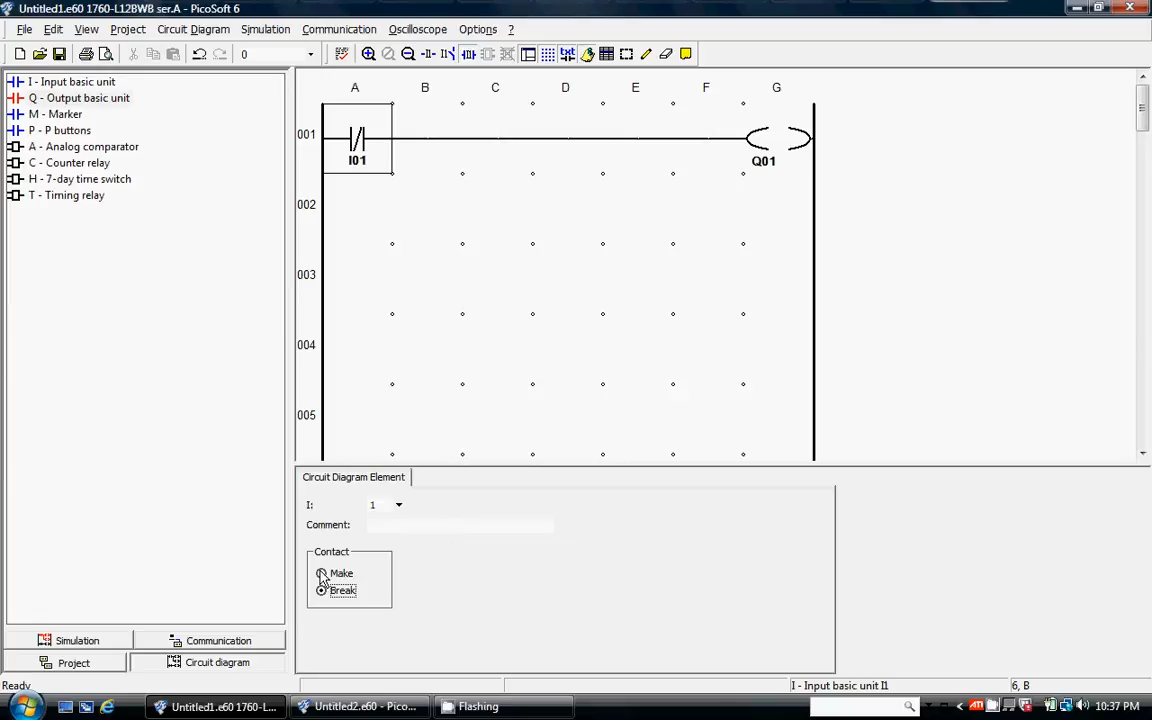 Untitled1.e60 1760-L12BWB ser.A - PicoSoft 6
File Edit View Project Circuit Diagram Simulation Communication Oscilloscope Options ?
0
I - Input basic unit
Q - Output basic unit
M - Marker
P - P buttons
A - Analog comparator
C - Counter relay
H - 7-day time switch
T - Timing relay
A B C D E F G
001
I01
Q01
002
003
004
005
Circuit Diagram Element
I: 1
Comment:
Contact
Make
Break
Simulation Communication
Project Circuit diagram
Ready
I - Input basic unit I1
6, B
Untitled1.e60 1760-L... Untitled2.e60 - Pico... Flashing
10:37 PM